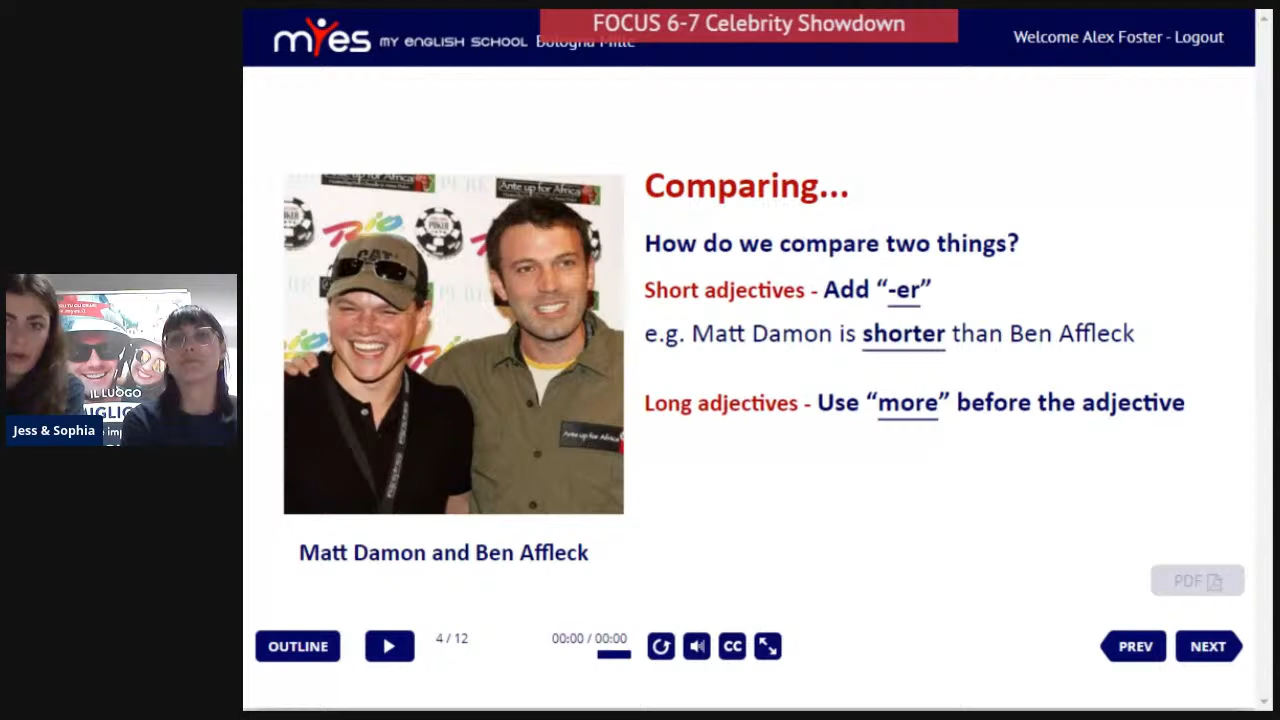 FOCUS 6-7 Celebrity Showdown
myes MY ENGLISH SCHOOL Bologna Mille
Welcome Alex Foster - Logout
Ante up for Africa
CAT
Ante up for Africa
Comparing...
How do we compare two things?
Short adjectives - Add “-er”
e.g. Matt Damon is shorter than Ben Affleck
Long adjectives - Use “more” before the adjective
IL LUOGO
Jess & Sophia
Matt Damon and Ben Affleck
PDF
OUTLINE
4 / 12
00:00 / 00:00
CC
PREV
NEXT